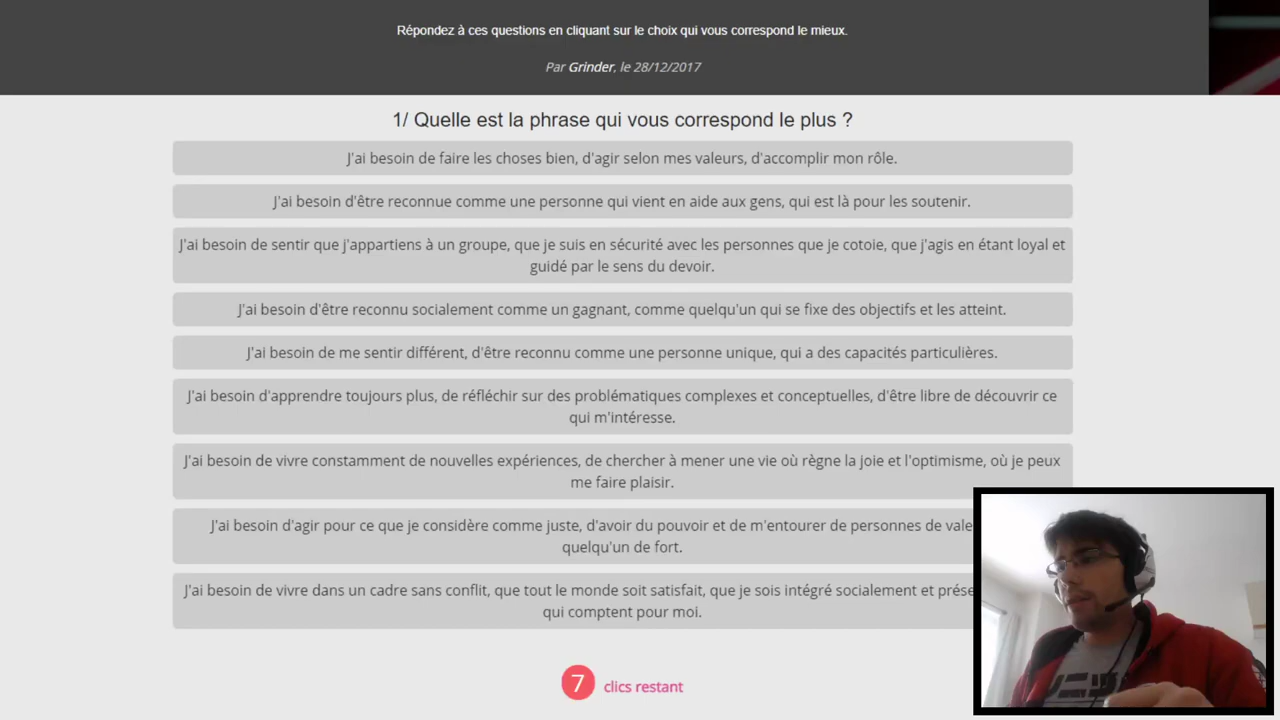 Répondez à ces questions en cliquant sur le choix qui vous correspond le mieux.
Par Grinder, le 28/12/2017
1/ Quelle est la phrase qui vous correspond le plus ?
J'ai besoin de faire les choses bien, d'agir selon mes valeurs, d'accomplir mon rôle.
J'ai besoin d'être reconnue comme une personne qui vient en aide aux gens, qui est là pour les soutenir.
J'ai besoin de sentir que j'appartiens à un groupe, que je suis en sécurité avec les personnes que je cotoie, que j'agis en étant loyal et
guidé par le sens du devoir.
J'ai besoin d'être reconnu socialement comme un gagnant, comme quelqu'un qui se fixe des objectifs et les atteint.
J'ai besoin de me sentir différent, d'être reconnu comme une personne unique, qui a des capacités particulières.
J'ai besoin d'apprendre toujours plus, de réfléchir sur des problématiques complexes et conceptuelles, d'être libre de découvrir ce
qui m'intéresse.
J'ai besoin de vivre constamment de nouvelles expériences, de chercher à mener une vie où règne la joie et l'optimisme, où je peux
me faire plaisir.
J'ai besoin d'agir pour ce que je considère comme juste, d'avoir du pouvoir et de m'entourer de personnes de
quelqu'un de fort.
J'ai besoin de vivre dans un cadre sans conflit, que tout le monde soit satisfait, que je sois intégré socialement et
qui comptent pour moi.
7 clics restant